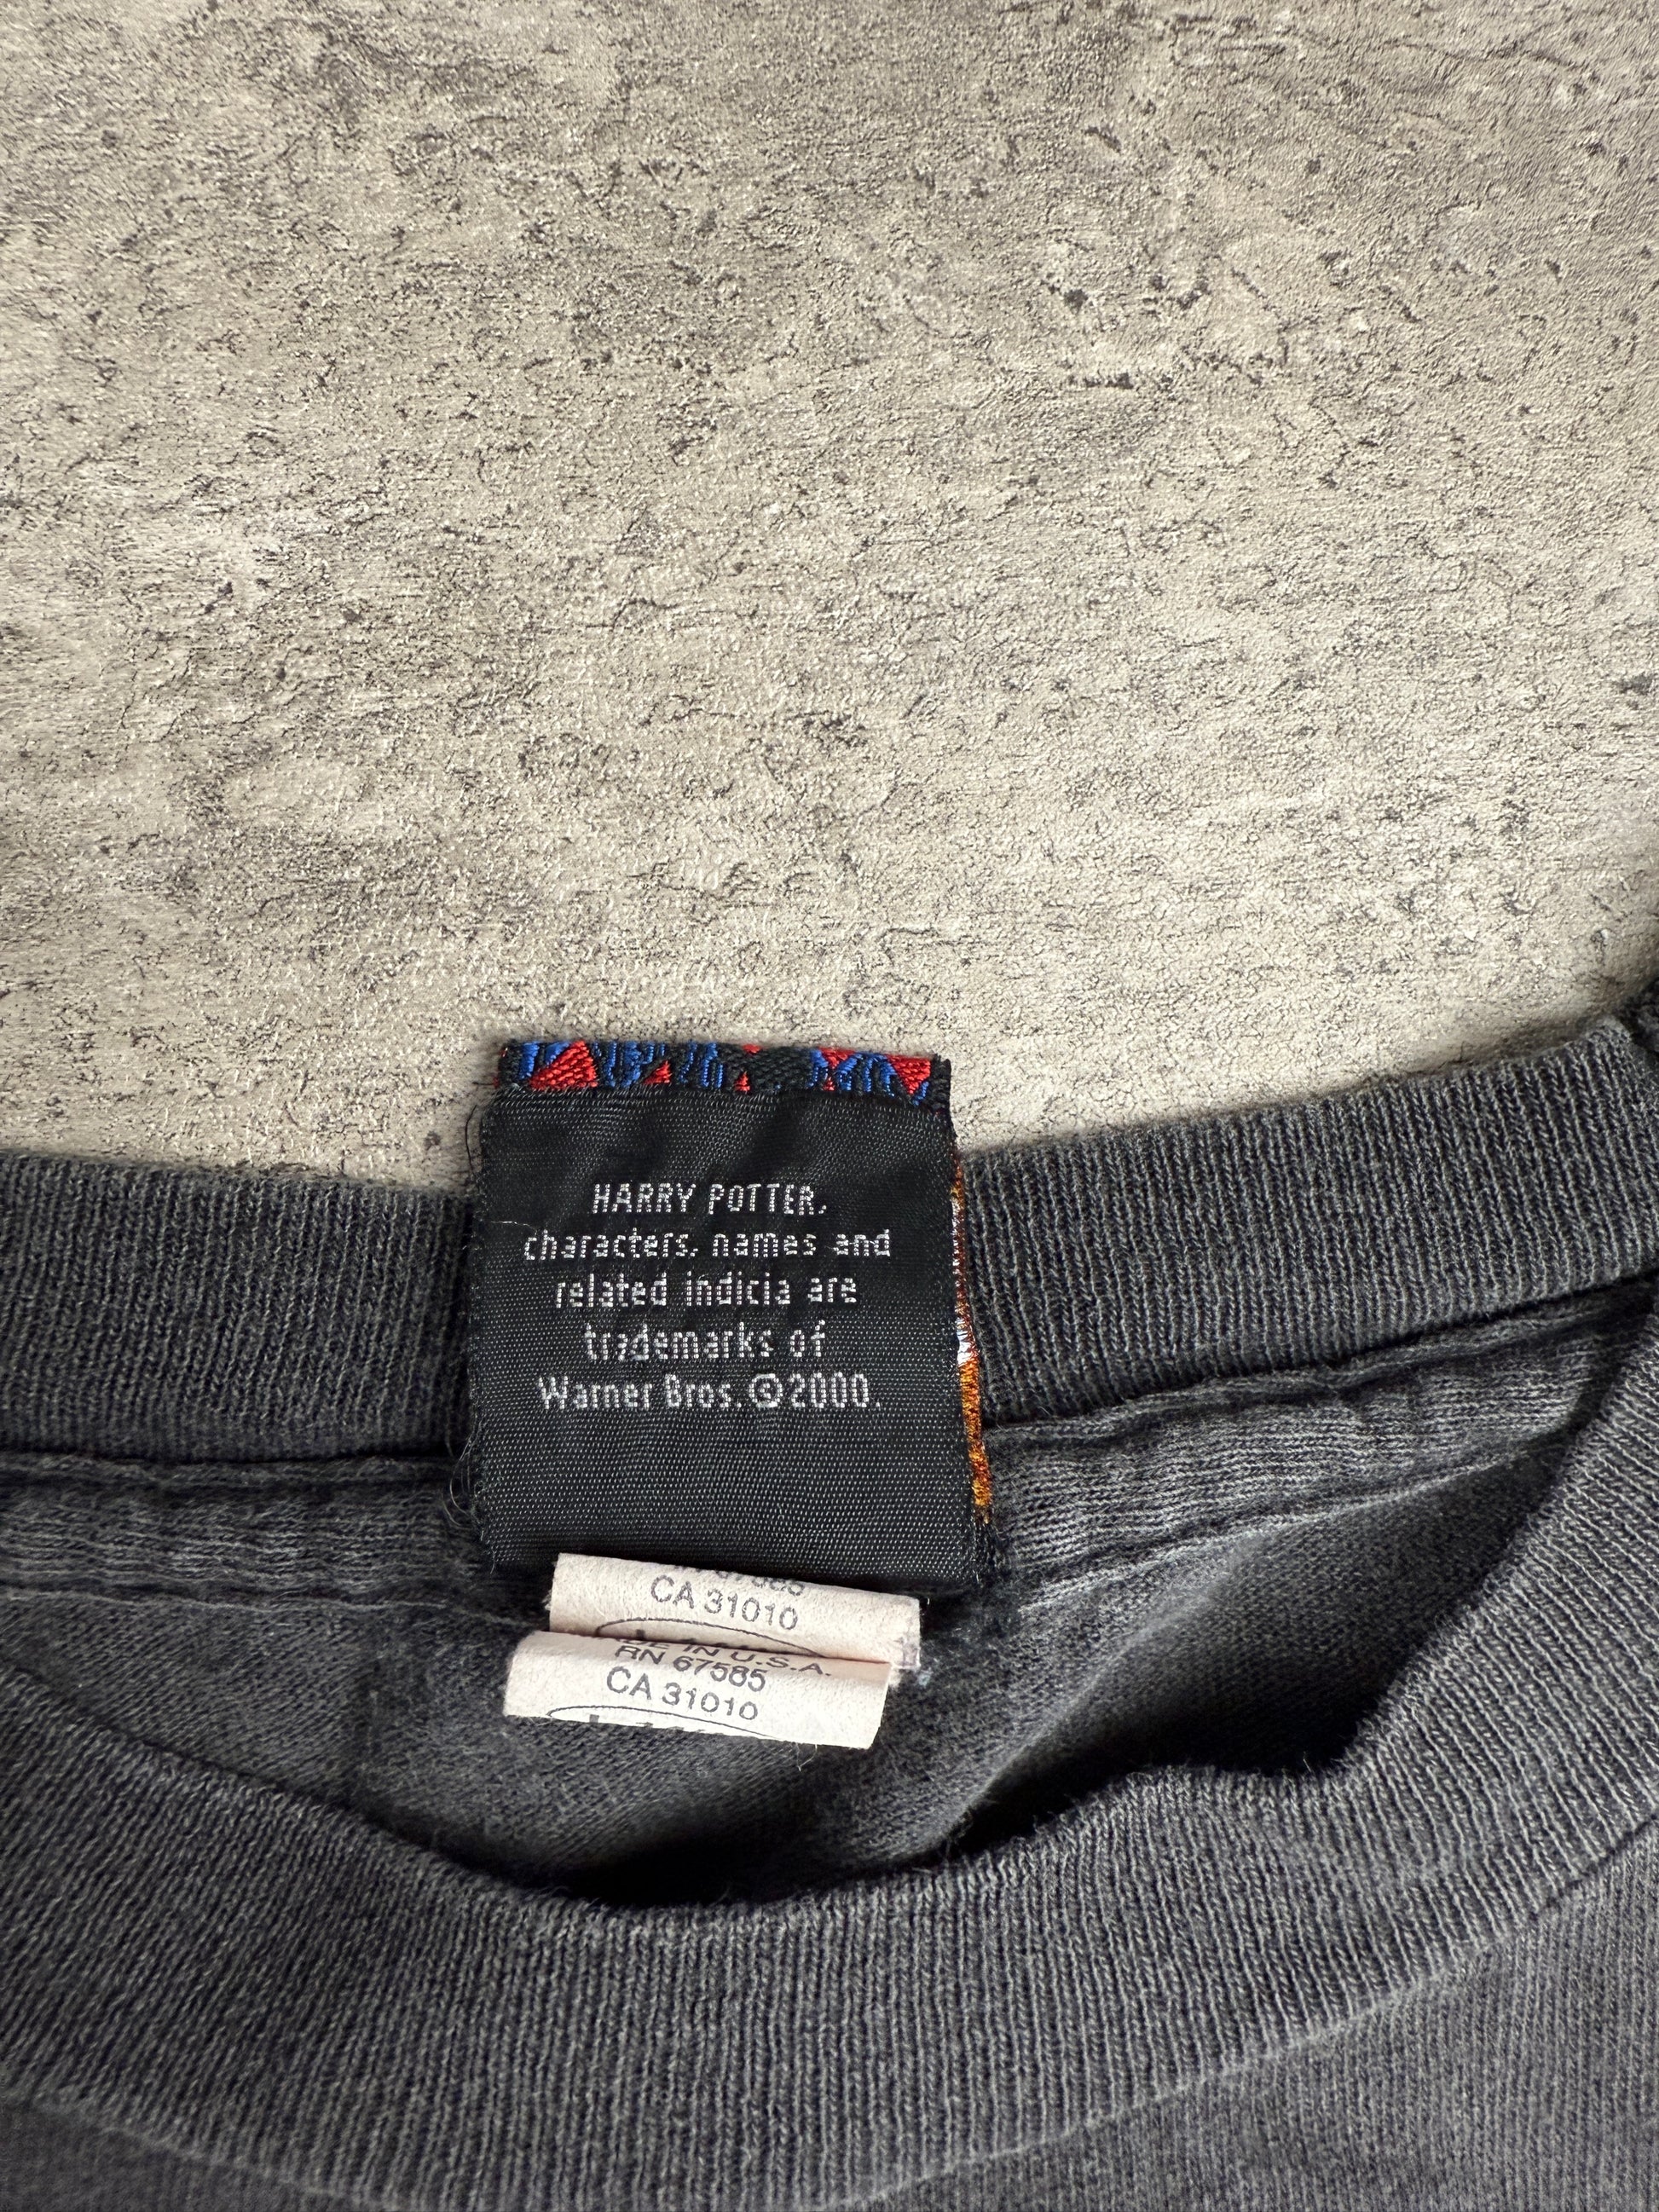 HARRY POTTER,
characters, names and
related indicia are
trademarks of
Warner Bros. ©2000.
CA 31010
IN U.S.A.
RN 67585
CA 31010